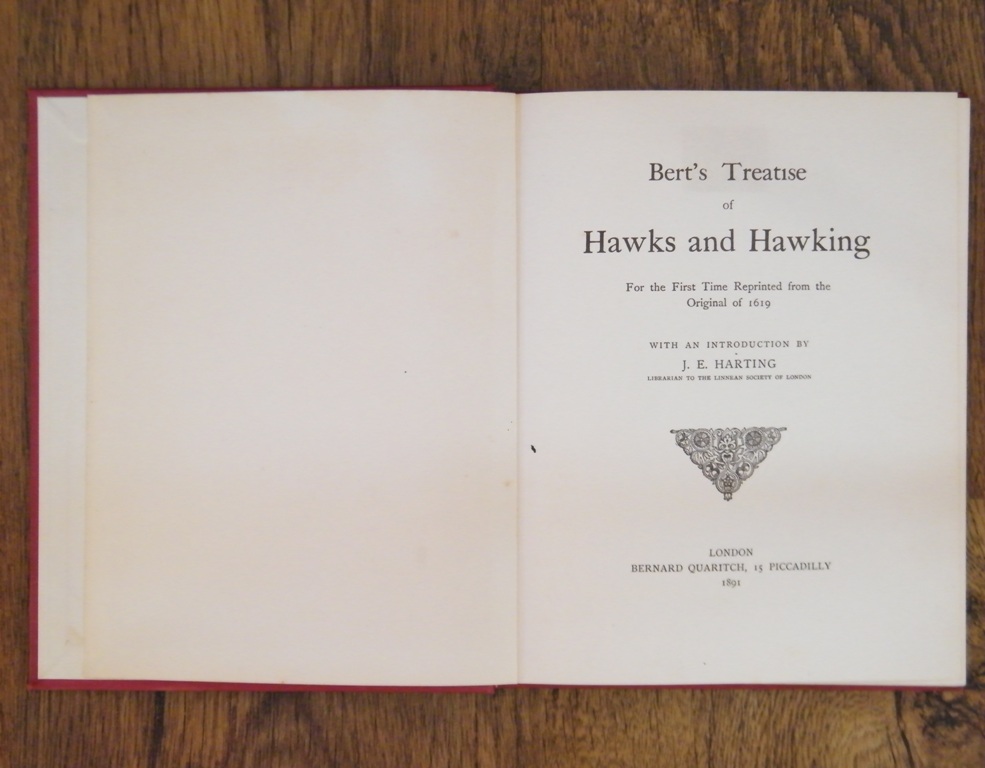 Bert's Treatise
of
Hawks and Hawking
For the First Time Reprinted from the
Original of 1619
WITH AN INTRODUCTION BY
J. E. HARTING
LIBRARIAN TO THE LINNEAN SOCIETY OF LONDON
LONDON
BERNARD QUARITCH, 15 PICCADILLY
1891